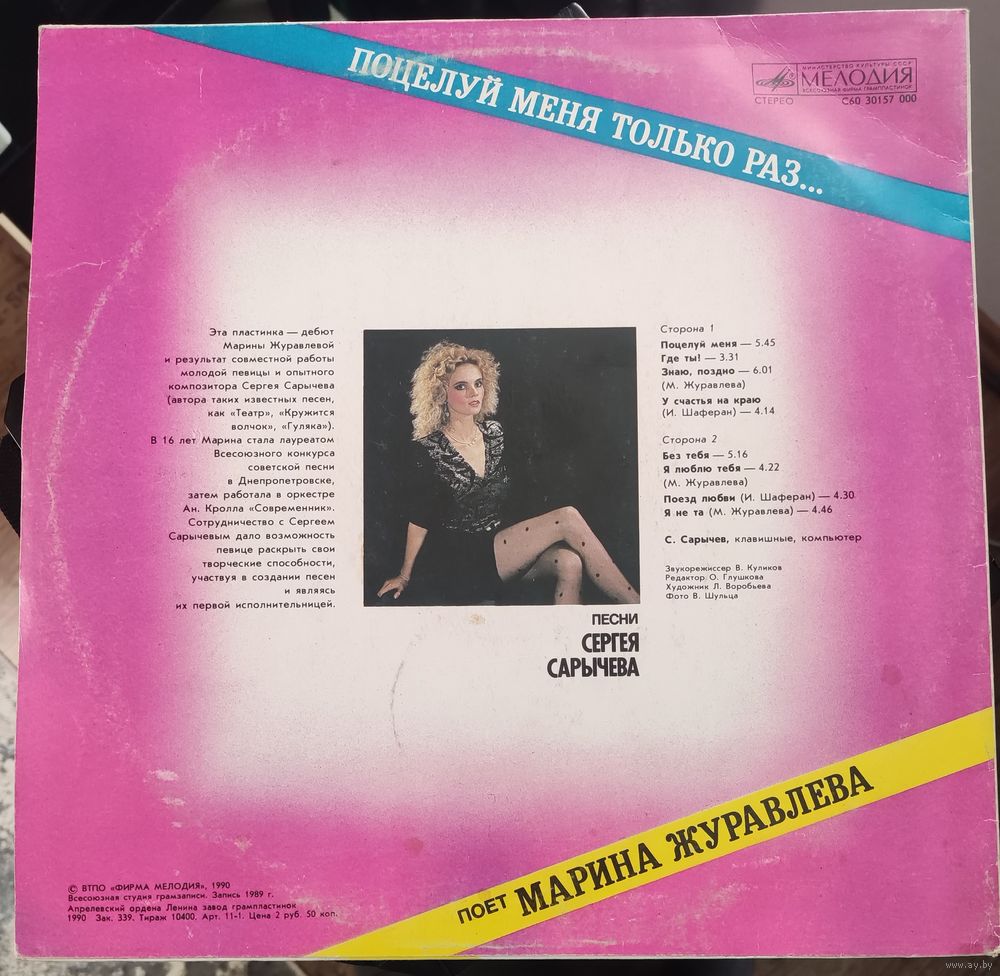 ПОЦЕЛУЙ МЕНЯ ТОЛЬКО РАЗ...
МИНИСТЕРСТВО КУЛЬТУРЫ СССР
МЕЛОДИЯ
ВСЕСОЮЗНАЯ ФИРМА ГРАМПЛАСТИНОК
СТЕРЕО С60 30157 000
Эта пластинка — дебют
Марины Журавлевой
и результат совместной работы
молодой певицы и опытного
композитора Сергея Сарычева
(автора таких известных песен,
как «Театр», «Кружится
волчок», «Гуляка»).
В 16 лет Марина стала лауреатом
Всесоюзного конкурса
советской песни
в Днепропетровске,
затем работала в оркестре
Ан. Кролла «Современник».
Сотрудничество с Сергеем
Сарычевым дало возможность
певице раскрыть свои
творческие способности,
участвуя в создании песен
и являясь
их первой исполнительницей.
Сторона 1
Поцелуй меня — 5.45
Где ты! — 3.31
Знаю, поздно — 6.01
(М. Журавлева)
У счастья на краю
(И. Шаферан) — 4.14
Сторона 2
Без тебя — 5.16
Я люблю тебя — 4.22
(М. Журавлева)
Поезд любви (И. Шаферан) — 4.30
Я не та (М. Журавлева) — 4.46
С. Сарычев, клавишные, компьютер
Звукорежиссер В. Куликов
Редактор О. Глушкова
Художник Л. Воробьева
Фото В. Шульца
ПЕСНИ
СЕРГЕЯ
САРЫЧЕВА
ПОЕТ МАРИНА ЖУРАВЛЕВА
© ВТПО «ФИРМА МЕЛОДИЯ», 1990
Всесоюзная студия грамзаписи. Запись 1989 г.
Апрелевский ордена Ленина завод грампластинок
1990 Зак. 339. Тираж 10400. Арт. 11-1. Цена 2 руб. 50 коп.
www.ay.by